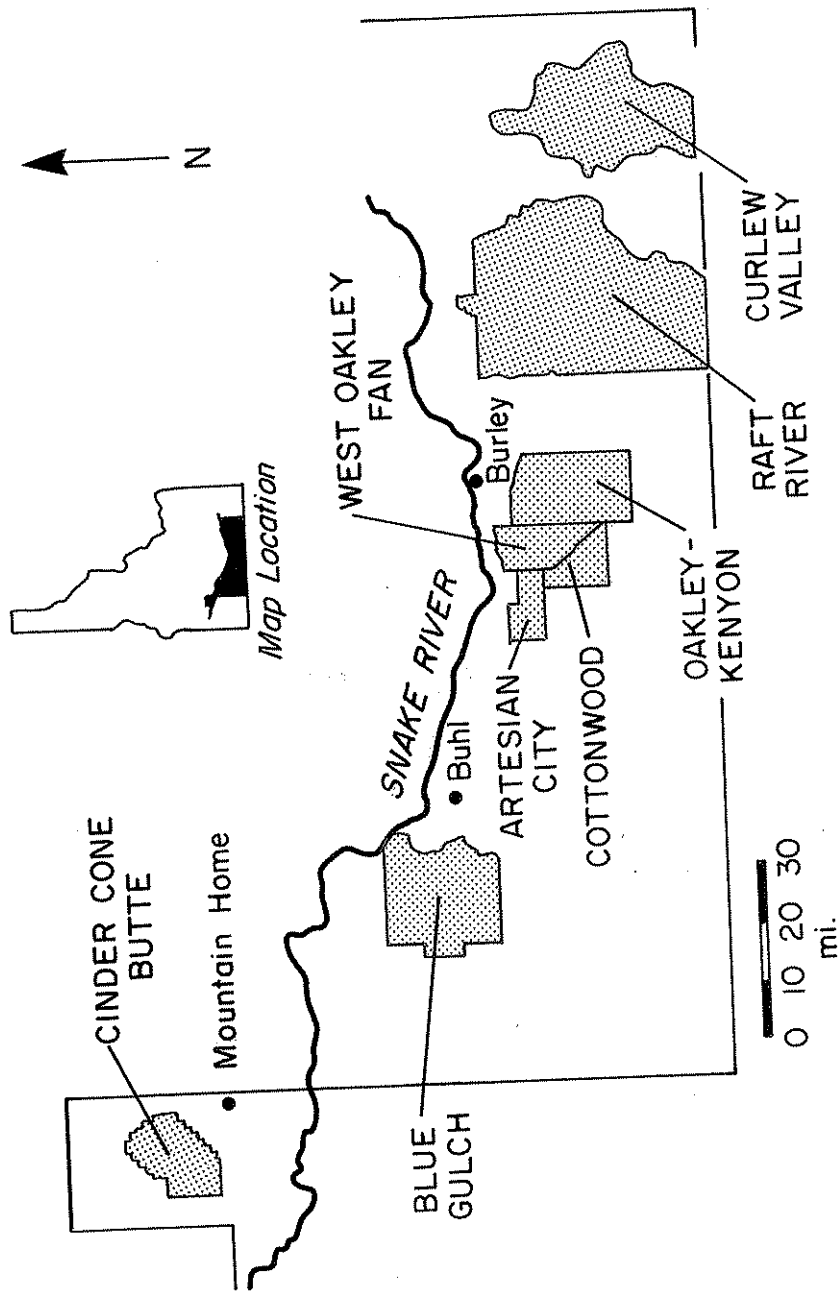 N
Map Location
CINDER CONE
BUTTE
Mountain Home
SNAKE RIVER
WEST OAKLEY
FAN
Buhl
Burley
BLUE
GULCH
ARTESIAN
CITY
COTTONWOOD
OAKLEY-
KENYON
RAFT
RIVER
CURLEW
VALLEY
0 10 20 30
mi.